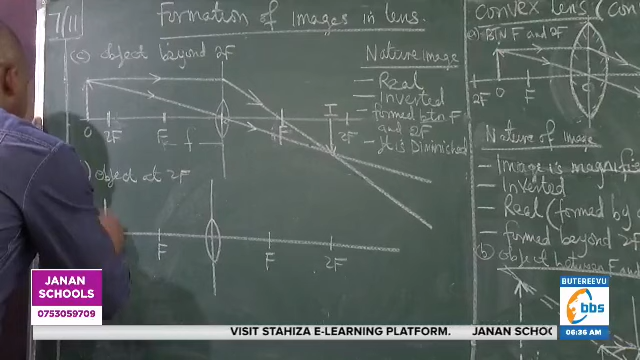 7/11
Formation of Images in lens.
(c) object beyond 2F
O 2F F f F I 2F
Nature image
- Real
- Inverted
- formed btn F
and 2F
- It is Diminished
) object at 2F
F F 2F
Convex lens (Con
(a) BTN F and 2F
2F F
Nature of Image
- Image is magnifie
- Inverted
- Real (formed by
- formed beyond 2F
(b) object between F and
JANAN
SCHOOLS
0753059709
BUTEREEVU
bbs
06:36 AM
VISIT STAHIZA E-LEARNING PLATFORM. JANAN SCHOO